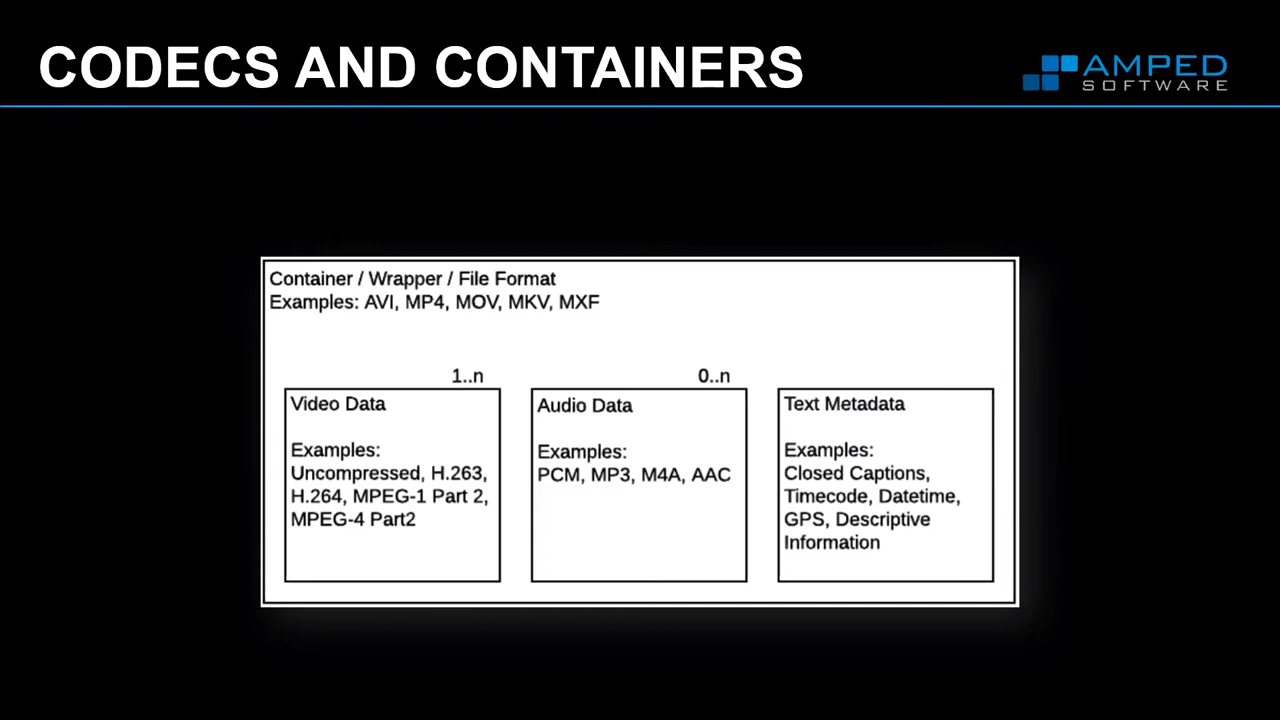 CODECS AND CONTAINERS
AMPED
SOFTWARE
Container / Wrapper / File Format
Examples: AVI, MP4, MOV, MKV, MXF
1..n
Video Data
Examples:
Uncompressed, H.263,
H.264, MPEG-1 Part 2,
MPEG-4 Part2
0..n
Audio Data
Examples:
PCM, MP3, M4A, AAC
Text Metadata
Examples:
Closed Captions,
Timecode, Datetime,
GPS, Descriptive
Information